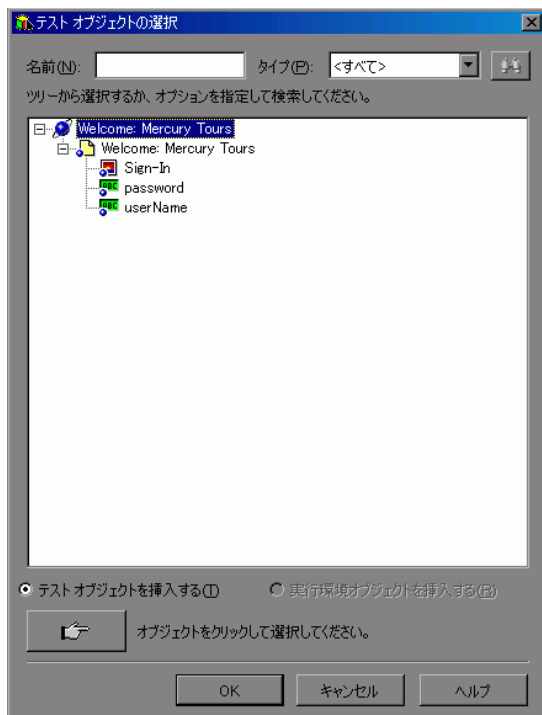 テスト オブジェクトの選択
名前(N): タイプ(P): <すべて>
ツリーから選択するか、オプションを指定して検索してください。
Welcome: Mercury Tours
Welcome: Mercury Tours
Sign-In
password
userName
テスト オブジェクトを挿入する(T) 実行環境オブジェクトを挿入する(R)
オブジェクトをクリックして選択してください。
OK キャンセル ヘルプ